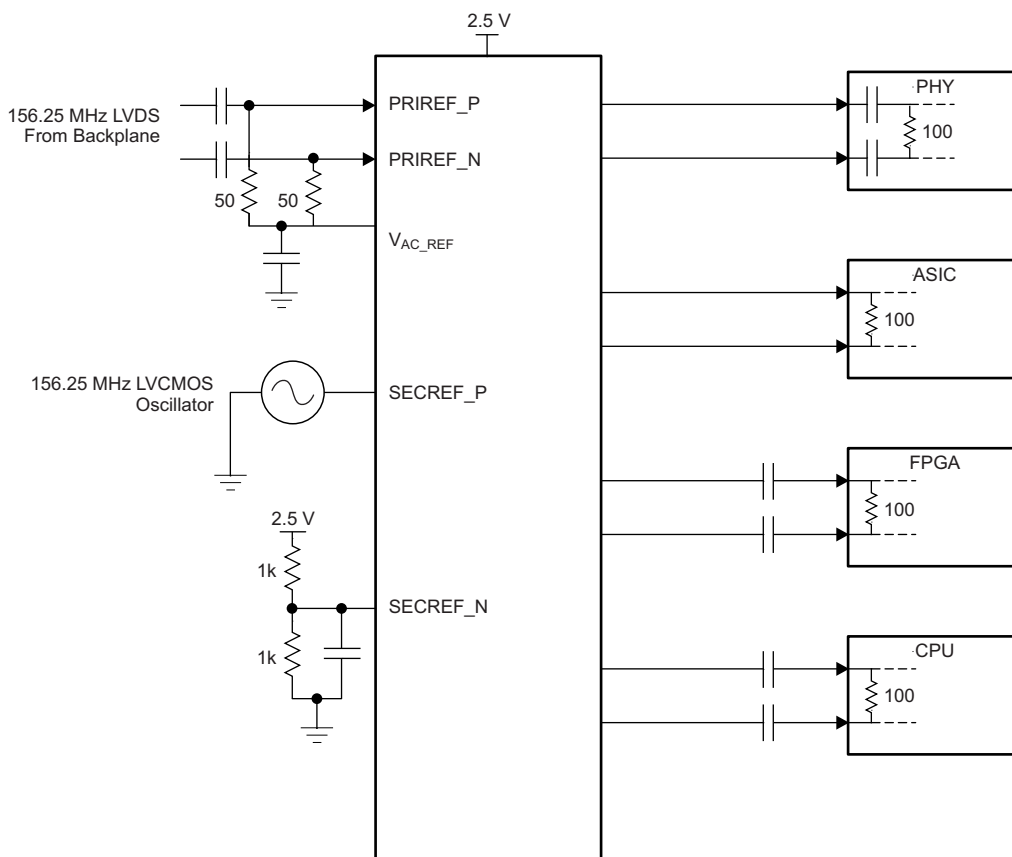 2.5 V
156.25 MHz LVDS
From Backplane
PRIREF_P
PRIREF_N
50
50
VAC_REF
156.25 MHz LVCMOS
Oscillator
SECREF_P
2.5 V
1k
SECREF_N
1k
PHY
100
ASIC
100
FPGA
100
CPU
100